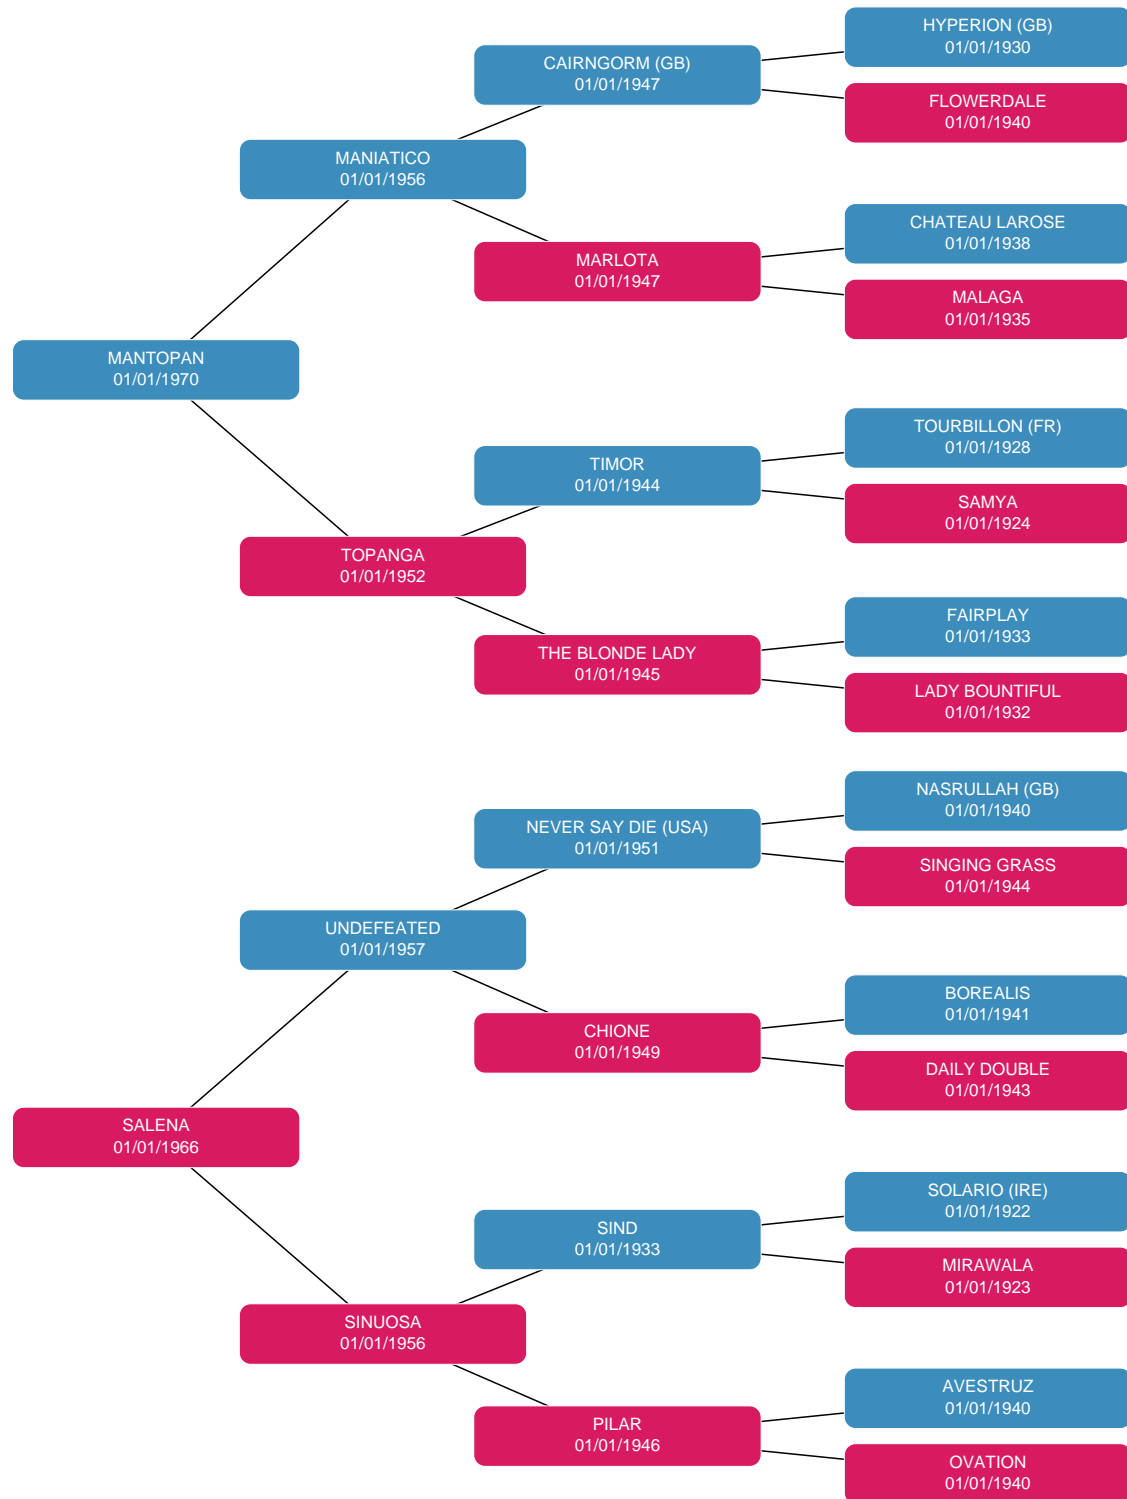 HYPERION (GB)
01/01/1930
CAIRNGORM (GB)
01/01/1947
FLOWERDALE
01/01/1940
MANIATICO
01/01/1956
CHATEAU LAROSE
01/01/1938
MARLOTA
01/01/1947
MALAGA
01/01/1935
MANTOPAN
01/01/1970
TOURBILLON (FR)
01/01/1928
TIMOR
01/01/1944
SAMYA
01/01/1924
TOPANGA
01/01/1952
FAIRPLAY
01/01/1933
THE BLONDE LADY
01/01/1945
LADY BOUNTIFUL
01/01/1932
NASRULLAH (GB)
01/01/1940
NEVER SAY DIE (USA)
01/01/1951
SINGING GRASS
01/01/1944
UNDEFEATED
01/01/1957
BOREALIS
01/01/1941
CHIONE
01/01/1949
DAILY DOUBLE
01/01/1943
SALENA
01/01/1966
SOLARIO (IRE)
01/01/1922
SIND
01/01/1933
MIRAWALA
01/01/1923
SINUOSA
01/01/1956
AVESTRUZ
01/01/1940
PILAR
01/01/1946
OVATION
01/01/1940